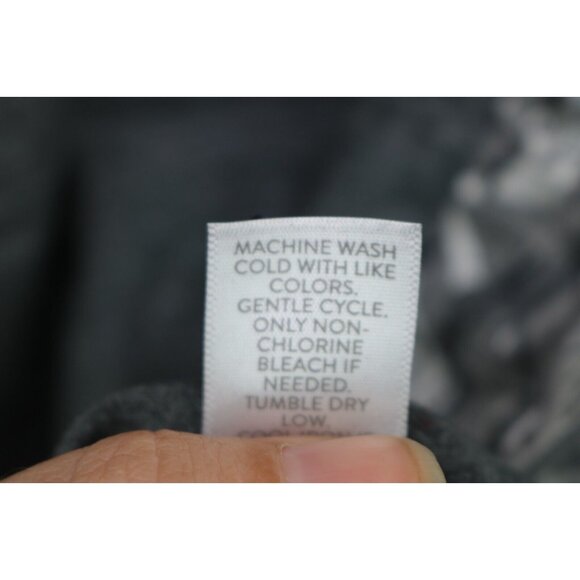 MACHINE WASH
COLD WITH LIKE
COLORS.
GENTLE CYCLE.
ONLY NON-
CHLORINE
BLEACH IF
NEEDED.
TUMBLE DRY
LOW.